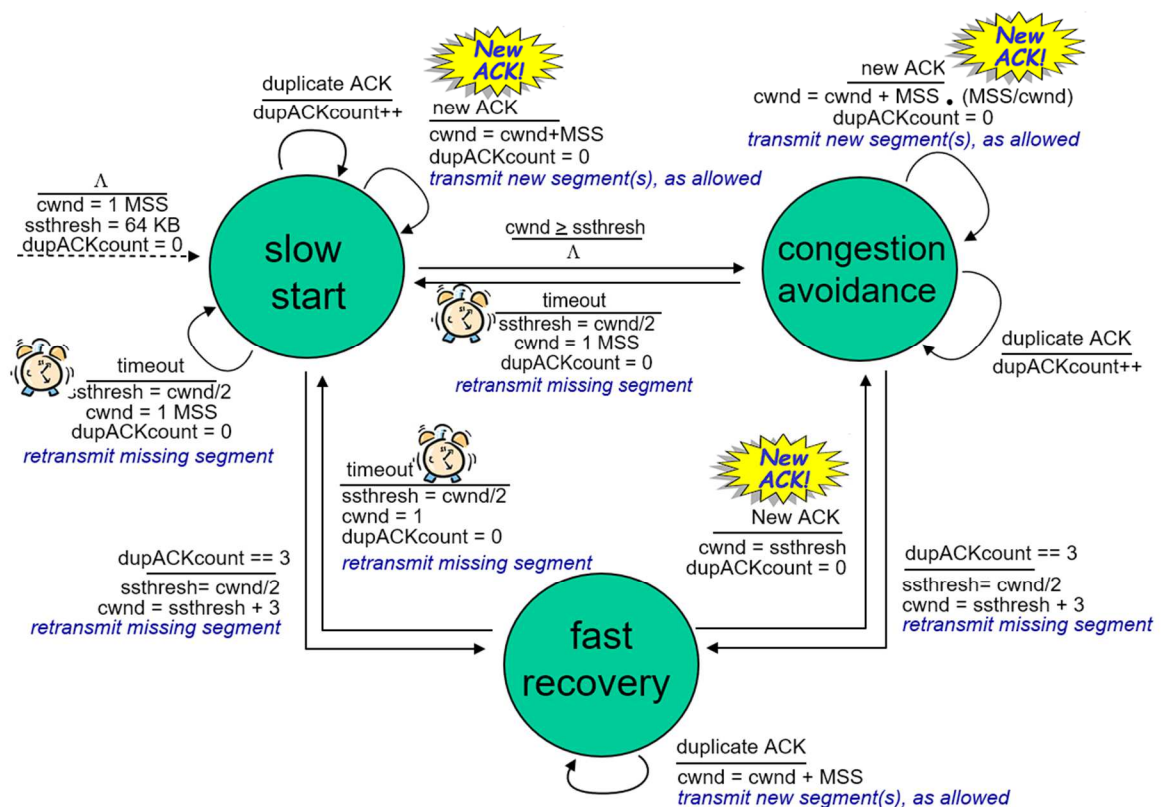 New
ACK!
duplicate ACK
dupACKcount++
new ACK
cwnd = cwnd+MSS
dupACKcount = 0
transmit new segment(s), as allowed
New
ACK!
new ACK
cwnd = cwnd + MSS • (MSS/cwnd)
dupACKcount = 0
transmit new segment(s), as allowed
Λ
cwnd = 1 MSS
ssthresh = 64 KB
dupACKcount = 0
slow
start
cwnd ≥ ssthresh
Λ
congestion
avoidance
timeout
ssthresh = cwnd/2
cwnd = 1 MSS
dupACKcount = 0
retransmit missing segment
duplicate ACK
dupACKcount++
timeout
ssthresh = cwnd/2
cwnd = 1 MSS
dupACKcount = 0
retransmit missing segment
timeout
ssthresh = cwnd/2
cwnd = 1
dupACKcount = 0
retransmit missing segment
New
ACK!
New ACK
cwnd = ssthresh
dupACKcount = 0
dupACKcount == 3
ssthresh= cwnd/2
cwnd = ssthresh + 3
retransmit missing segment
dupACKcount == 3
ssthresh= cwnd/2
cwnd = ssthresh + 3
retransmit missing segment
fast
recovery
duplicate ACK
cwnd = cwnd + MSS
transmit new segment(s), as allowed